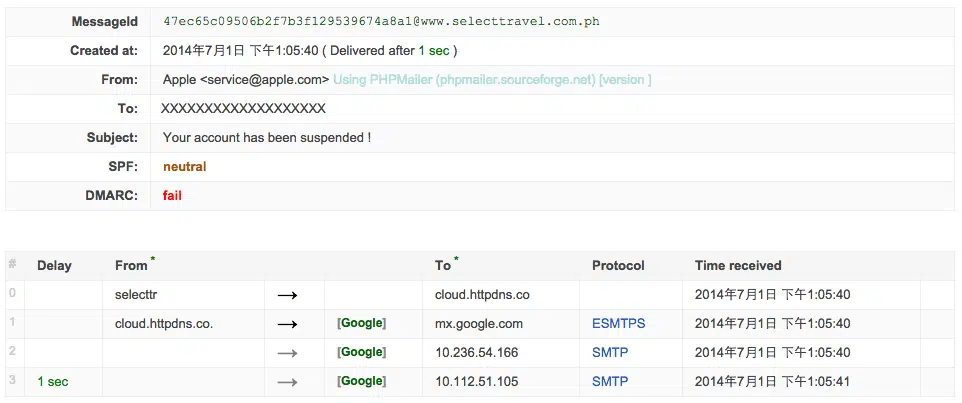 MessageId 47ec65c09506b2f7b3f129539674a8a1@www.selecttravel.com.ph
Created at: 2014年7月1日 下午1:05:40 ( Delivered after 1 sec )
From: Apple <service@apple.com> Using PHPMailer (phpmailer.sourceforge.net) [version ]
To: XXXXXXXXXXXXXXXXXXX
Subject: Your account has been suspended !
SPF: neutral
DMARC: fail
# Delay From * To * Protocol Time received
0 selecttr → cloud.httpdns.co 2014年7月1日 下午1:05:40
1 cloud.httpdns.co. → [Google] mx.google.com ESMTPS 2014年7月1日 下午1:05:40
2 → [Google] 10.236.54.166 SMTP 2014年7月1日 下午1:05:40
3 1 sec → [Google] 10.112.51.105 SMTP 2014年7月1日 下午1:05:41